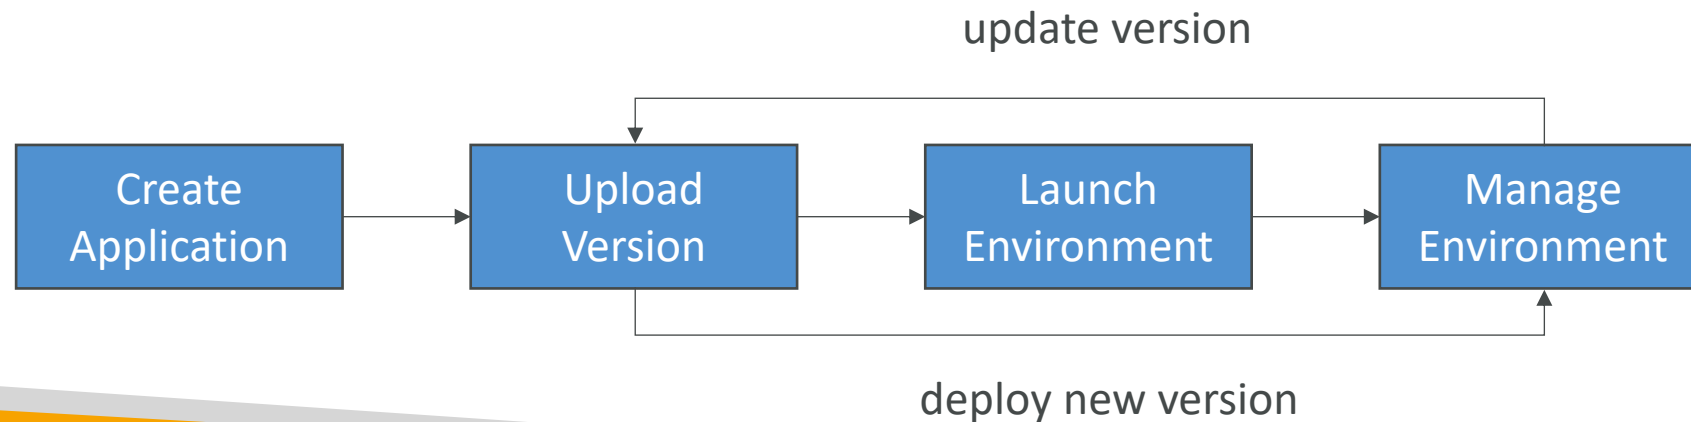 update version
Create
Application
Upload
Version
Launch
Environment
Manage
Environment
deploy new version